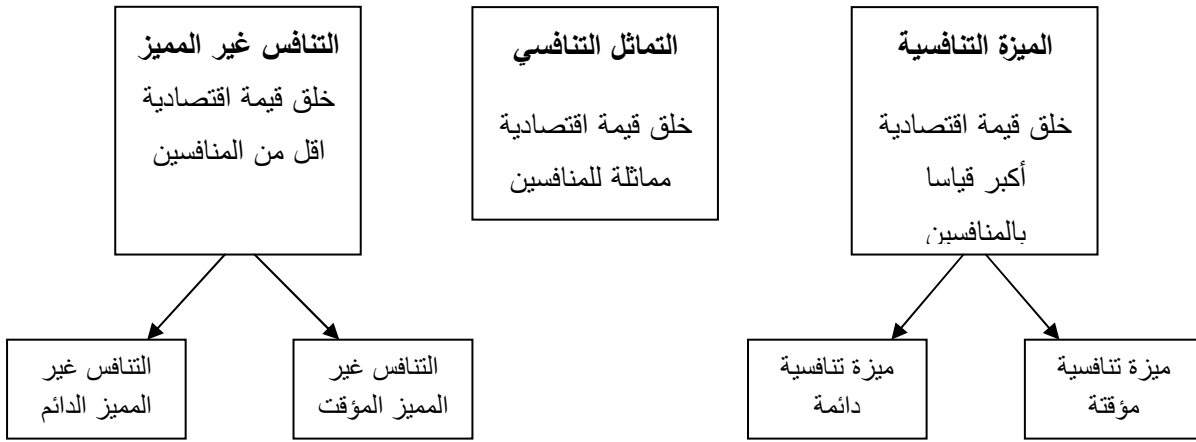 الميزة التنافسية
خلق قيمة اقتصادية
أكبر قياسا
بالمنافسين
التماثل التنافسي
خلق قيمة اقتصادية
مماثلة للمنافسين
التنافس غير المميز
خلق قيمة اقتصادية
اقل من المنافسين
ميزة تنافسية
مؤقتة
ميزة تنافسية
دائمة
التنافس غير
المميز المؤقت
التنافس غير
المميز الدائم